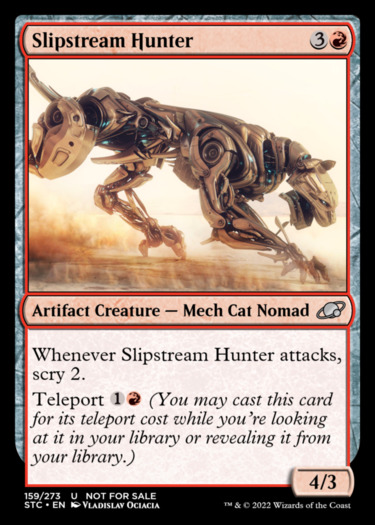 Slipstream Hunter 3
Artifact Creature — Mech Cat Nomad
Whenever Slipstream Hunter attacks,
scry 2.
Teleport 1 (You may cast this card
for its teleport cost while you're looking
at it in your library or revealing it from
your library.)
4/3
159/273 U NOT FOR SALE
STC • EN Vladislav Ociacia
™ & © 2022 Wizards of the Coast